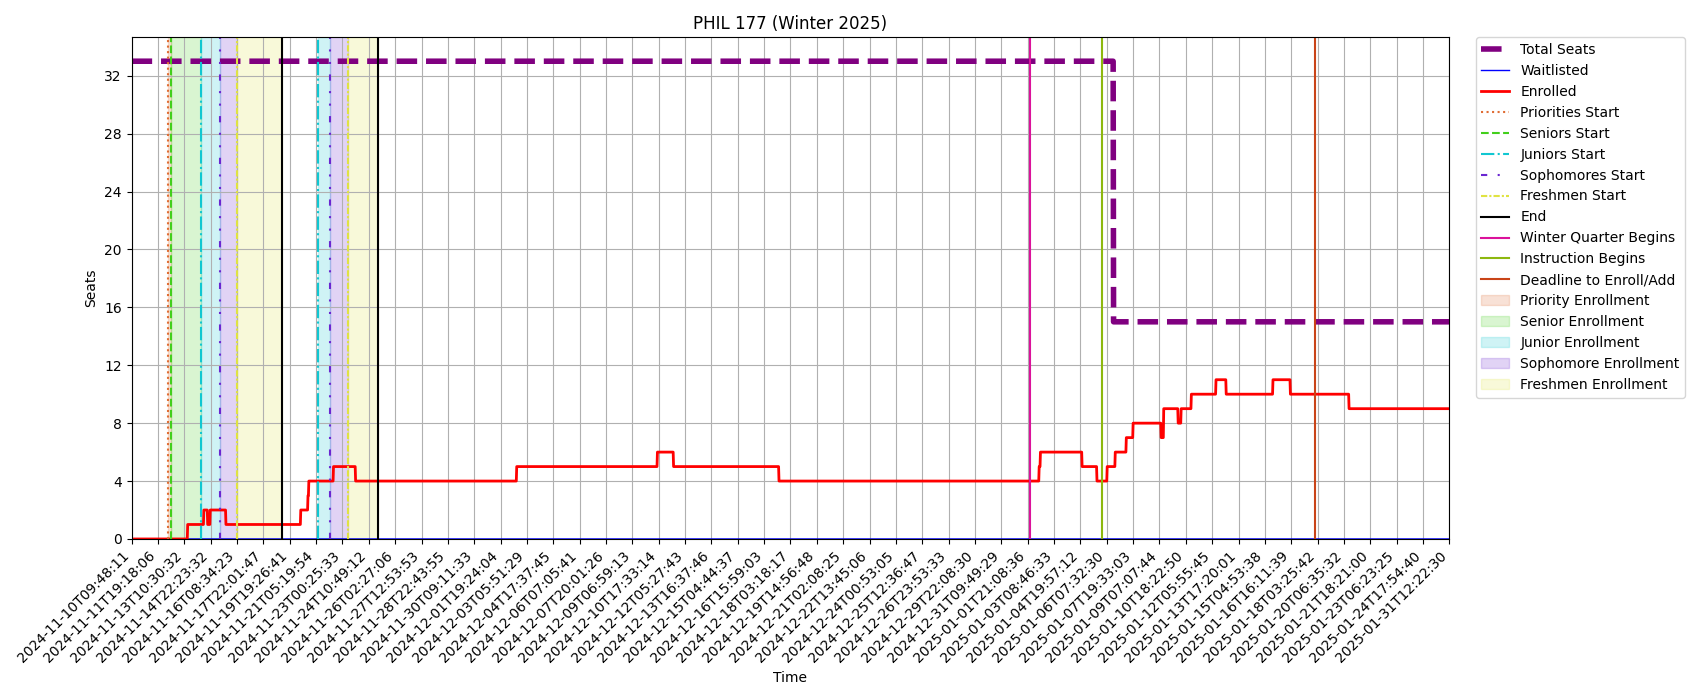 PHIL 177 (Winter 2025)
Seats
32
28
24
20
16
12
8
4
0
2024-11-10T09:48:11
2024-11-11T19:18:06
2024-11-13T10:30:32
2024-11-14T22:23:32
2024-11-16T08:34:23
2024-11-17T22:01:47
2024-11-19T19:26:41
2024-11-21T05:19:54
2024-11-23T00:25:33
2024-11-24T10:49:12
2024-11-26T02:27:06
2024-11-27T12:53:53
2024-11-28T22:43:55
2024-11-30T09:11:33
2024-12-01T19:24:04
2024-12-03T05:51:29
2024-12-04T17:37:45
2024-12-06T07:05:41
2024-12-07T20:01:26
2024-12-09T06:59:13
2024-12-10T17:33:14
2024-12-12T05:27:43
2024-12-13T16:37:46
2024-12-15T04:44:37
2024-12-16T15:59:03
2024-12-18T03:18:17
2024-12-19T14:56:48
2024-12-21T02:08:25
2024-12-22T13:45:06
2024-12-24T00:53:05
2024-12-25T12:36:47
2024-12-26T23:53:33
2024-12-29T22:08:30
2024-12-31T09:49:29
2025-01-01T21:08:36
2025-01-03T08:46:33
2025-01-04T19:57:12
2025-01-06T07:32:30
2025-01-07T19:33:03
2025-01-09T07:07:44
2025-01-10T18:22:50
2025-01-12T05:55:45
2025-01-13T17:20:01
2025-01-15T04:53:38
2025-01-16T16:11:39
2025-01-18T03:25:42
2025-01-20T06:35:32
2025-01-21T18:21:00
2025-01-23T06:23:25
2025-01-24T17:54:40
2025-01-31T12:22:30
Time
Total Seats
Waitlisted
Enrolled
Priorities Start
Seniors Start
Juniors Start
Sophomores Start
Freshmen Start
End
Winter Quarter Begins
Instruction Begins
Deadline to Enroll/Add
Priority Enrollment
Senior Enrollment
Junior Enrollment
Sophomore Enrollment
Freshmen Enrollment